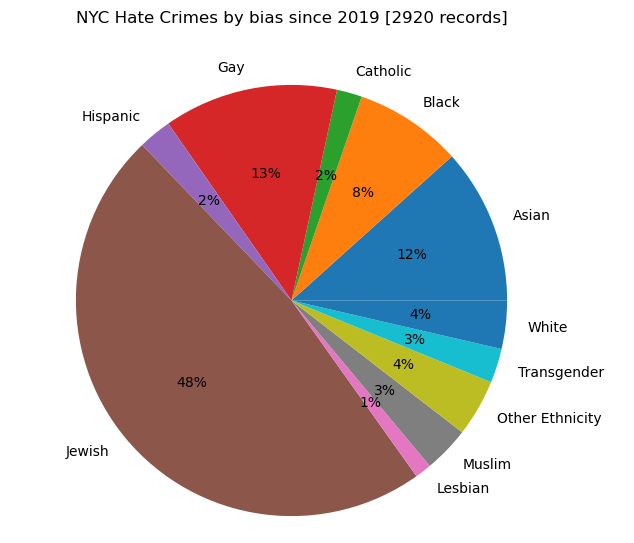 NYC Hate Crimes by bias since 2019 [2920 records]
Gay
Catholic
Black
Hispanic
13%
2%
8%
2%
Asian
12%
4%
White
3%
Transgender
4%
48%
3%
1%
Other Ethnicity
Jewish
Muslim
Lesbian